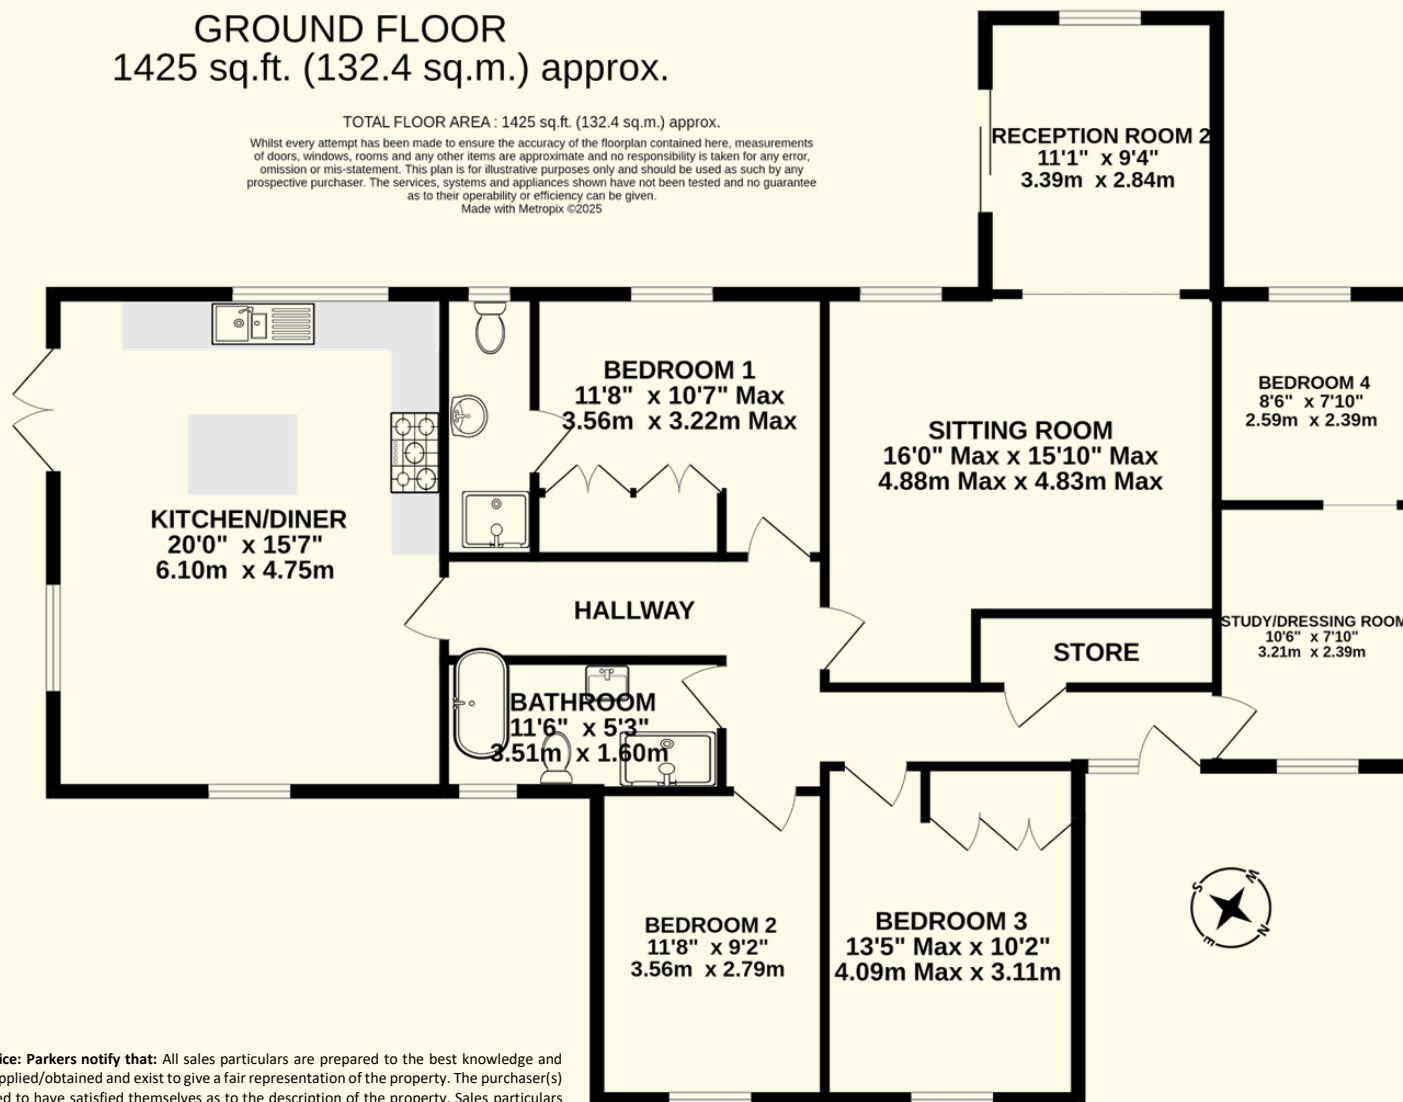 GROUND FLOOR
1425 sq.ft. (132.4 sq.m.) approx.
TOTAL FLOOR AREA : 1425 sq.ft. (132.4 sq.m.) approx.
Whilst every attempt has been made to ensure the accuracy of the floorplan contained here, measurements
of doors, windows, rooms and any other items are approximate and no responsibility is taken for any error,
omission or mis-statement. This plan is for illustrative purposes only and should be used as such by any
prospective purchaser. The services, systems and appliances shown have not been tested and no guarantee
as to their operability or efficiency can be given.
Made with Metropix ©2025
RECEPTION ROOM 2
11'1" x 9'4"
3.39m x 2.84m
BEDROOM 1
11'8" x 10'7" Max
3.56m x 3.22m Max
SITTING ROOM
16'0" Max x 15'10" Max
4.88m Max x 4.83m Max
BEDROOM 4
8'6" x 7'10"
2.59m x 2.39m
KITCHEN/DINER
20'0" x 15'7"
6.10m x 4.75m
HALLWAY
STORE
STUDY/DRESSING ROOM
10'6" x 7'10"
3.21m x 2.39m
BATHROOM
11'6" x 5'3"
3.51m x 1.60m
BEDROOM 2
11'8" x 9'2"
3.56m x 2.79m
BEDROOM 3
13'5" Max x 10'2"
4.09m Max x 3.11m
S
W
E
N
ice: Parkers notify that: All sales particulars are prepared to the best knowledge and
pplied/obtained and exist to give a fair representation of the property. The purchaser(s)
ed to have satisfied themselves as to the description of the property. Sales particulars